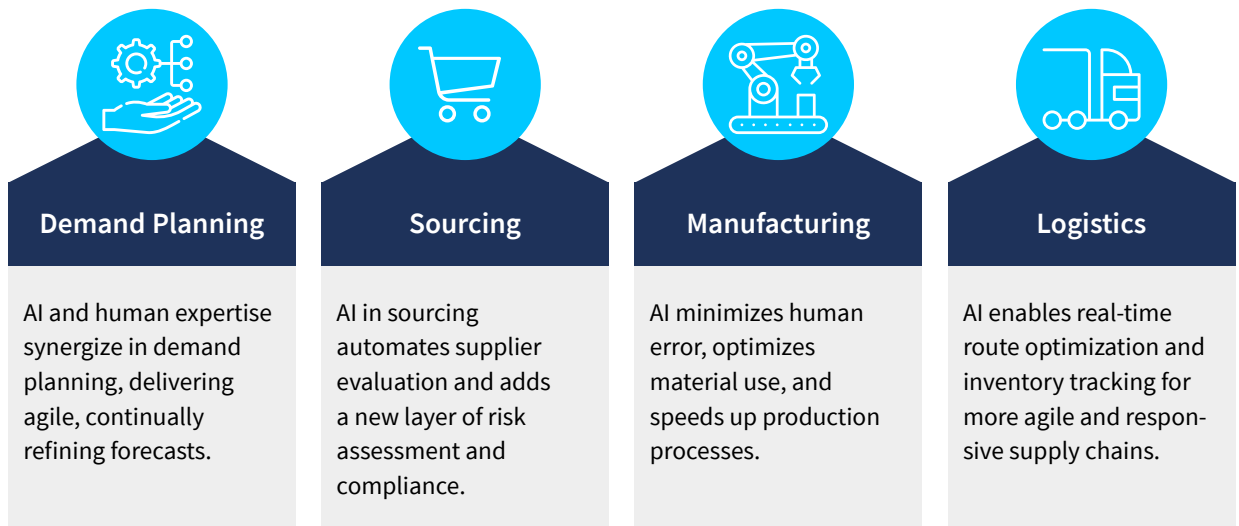 Demand Planning
AI and human expertise
synergize in demand
planning, delivering
agile, continually
refining forecasts.
Sourcing
AI in sourcing
automates supplier
evaluation and adds
a new layer of risk
assessment and
compliance.
Manufacturing
AI minimizes human
error, optimizes
material use, and
speeds up production
processes.
Logistics
AI enables real-time
route optimization and
inventory tracking for
more agile and respon-
sive supply chains.